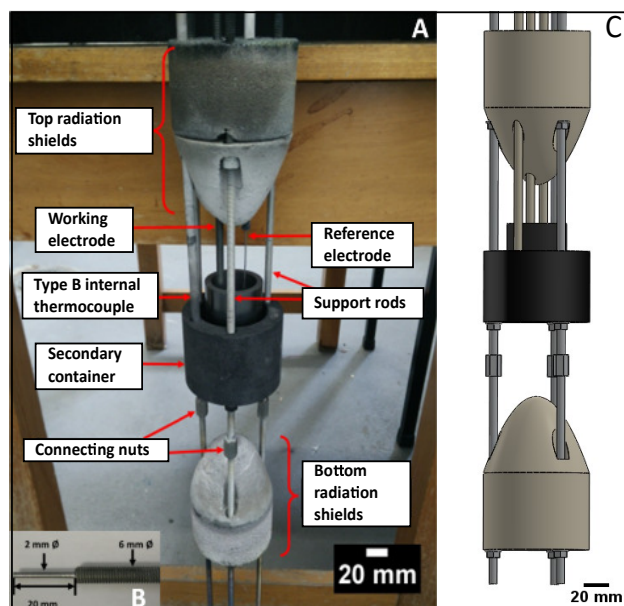 A
C
Top radiation
shields
Working
electrode
Reference
electrode
Type B internal
thermocouple
Support rods
Secondary
container
Connecting nuts
Bottom
radiation
shields
2 mm Ø
6 mm Ø
20 mm
B
20 mm
20 mm